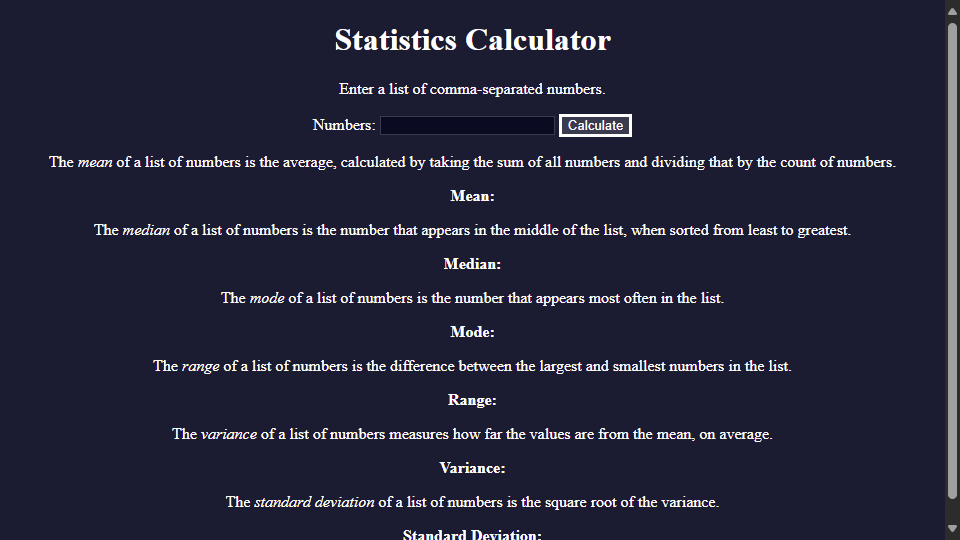 Statistics Calculator
Enter a list of comma-separated numbers.
Numbers: Calculate
The mean of a list of numbers is the average, calculated by taking the sum of all numbers and dividing that by the count of numbers.
Mean:
The median of a list of numbers is the number that appears in the middle of the list, when sorted from least to greatest.
Median:
The mode of a list of numbers is the number that appears most often in the list.
Mode:
The range of a list of numbers is the difference between the largest and smallest numbers in the list.
Range:
The variance of a list of numbers measures how far the values are from the mean, on average.
Variance:
The standard deviation of a list of numbers is the square root of the variance.
Standard Deviation: